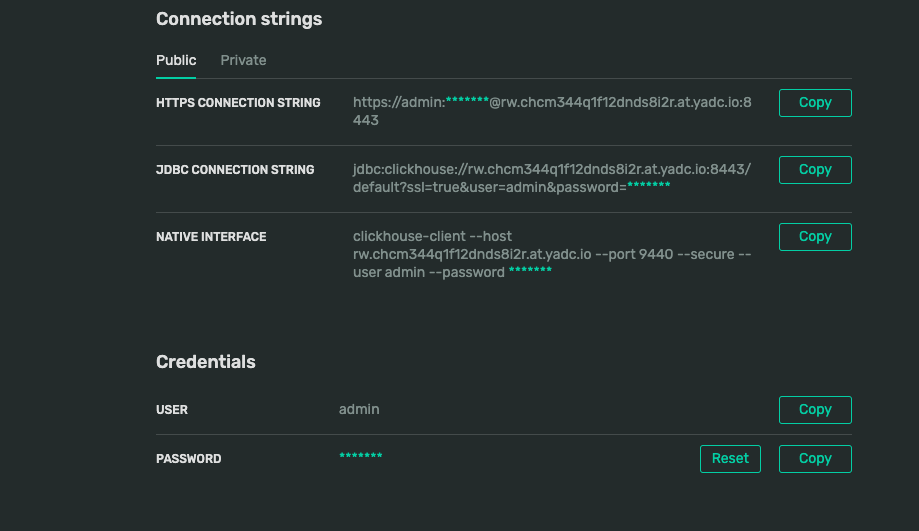 Connection strings
Public Private
HTTPS CONNECTION STRING https://admin:*******@rw.chcm344q1f12dnds8i2r.at.yadc.io:8 Copy
443
JDBC CONNECTION STRING jdbc:clickhouse://rw.chcm344q1f12dnds8i2r.at.yadc.io:8443/ Copy
default?ssl=true&user=admin&password=*******
NATIVE INTERFACE clickhouse-client --host Copy
rw.chcm344q1f12dnds8i2r.at.yadc.io --port 9440 --secure --
user admin --password *******
Credentials
USER admin Copy
PASSWORD ******* Reset Copy